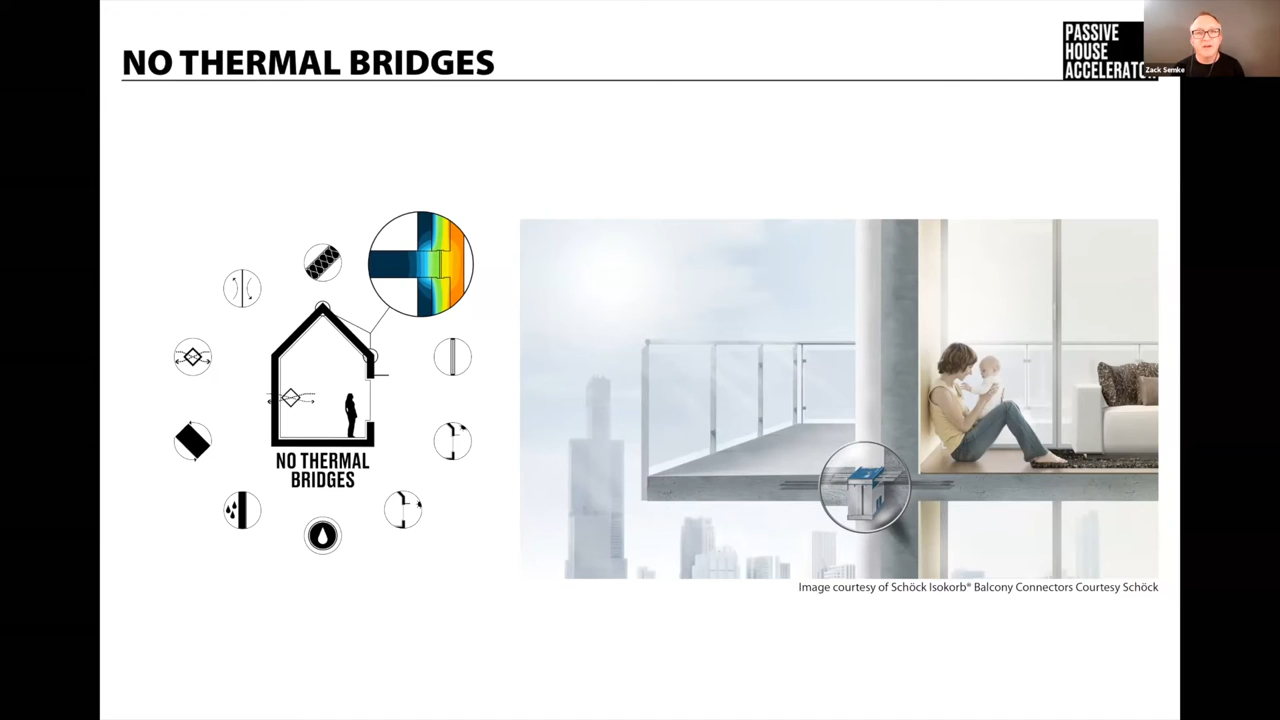 NO THERMAL BRIDGES
PASSIVE
HOUSE
ACCELERATO
Zack Semke
NO THERMAL
BRIDGES
Image courtesy of Schöck Isokorb® Balcony Connectors Courtesy Schöck